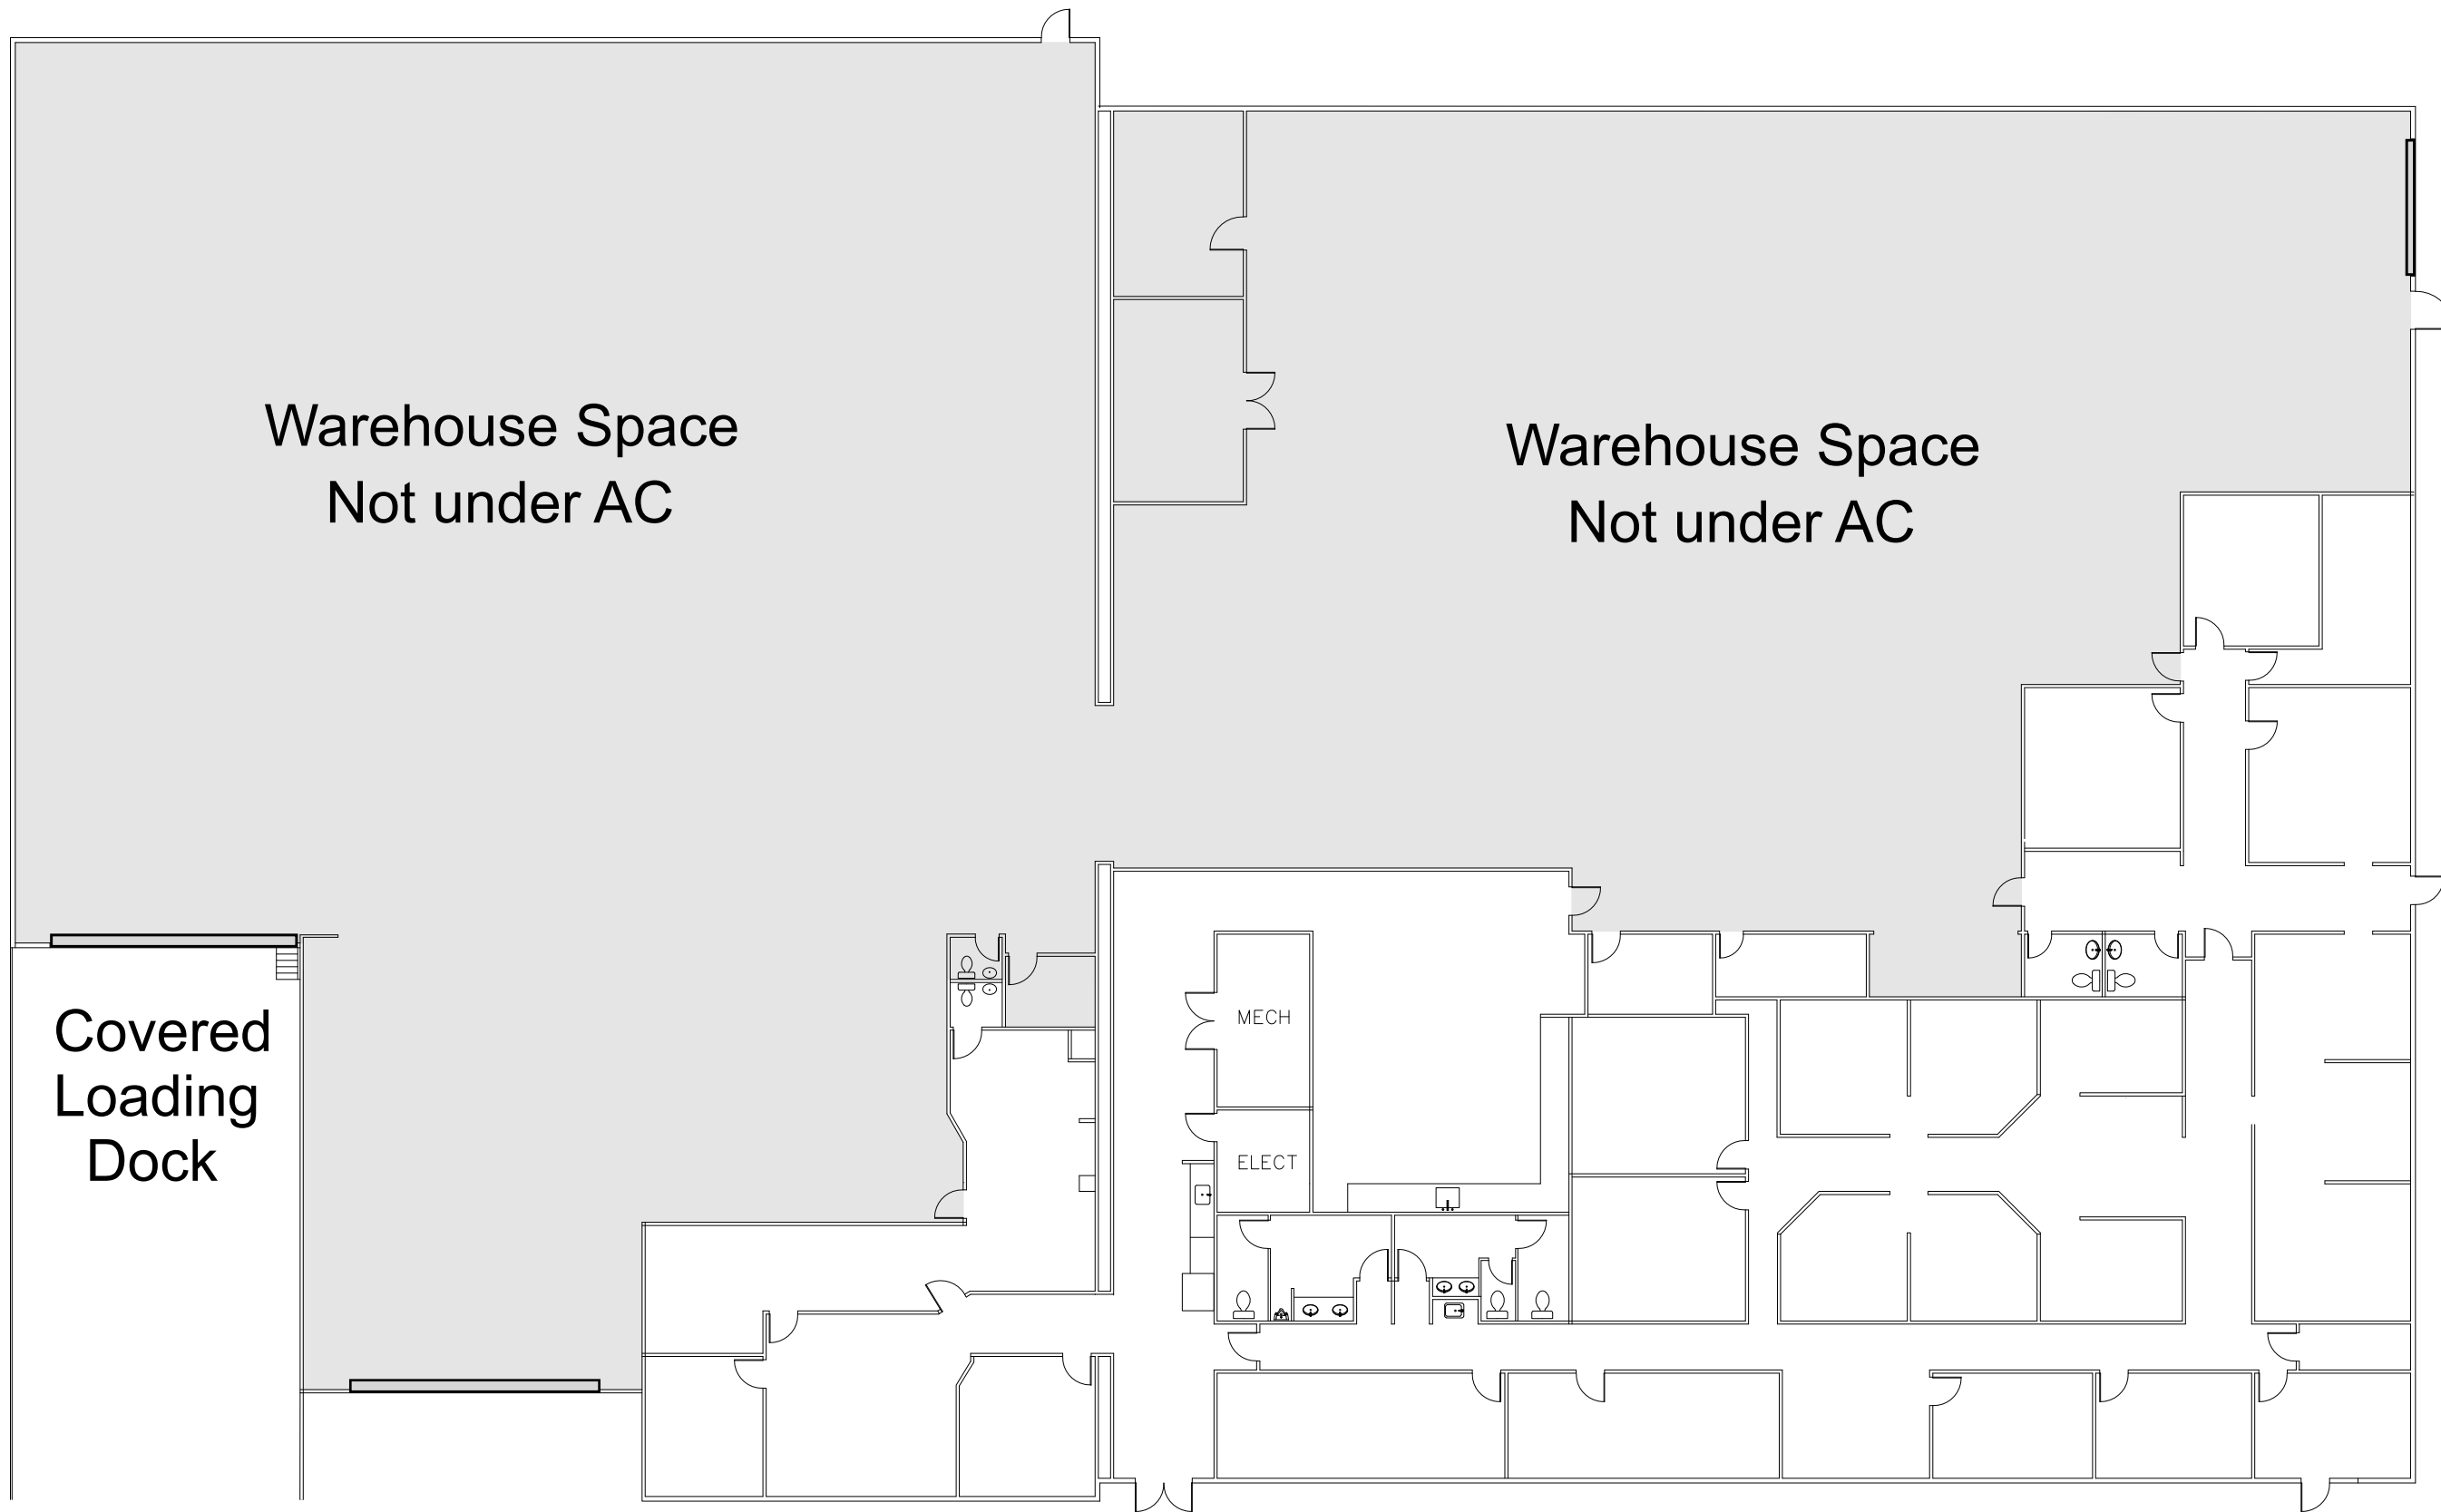 Warehouse Space
Not under AC
Warehouse Space
Not under AC
Covered
Loading
Dock
MECH
ELECT